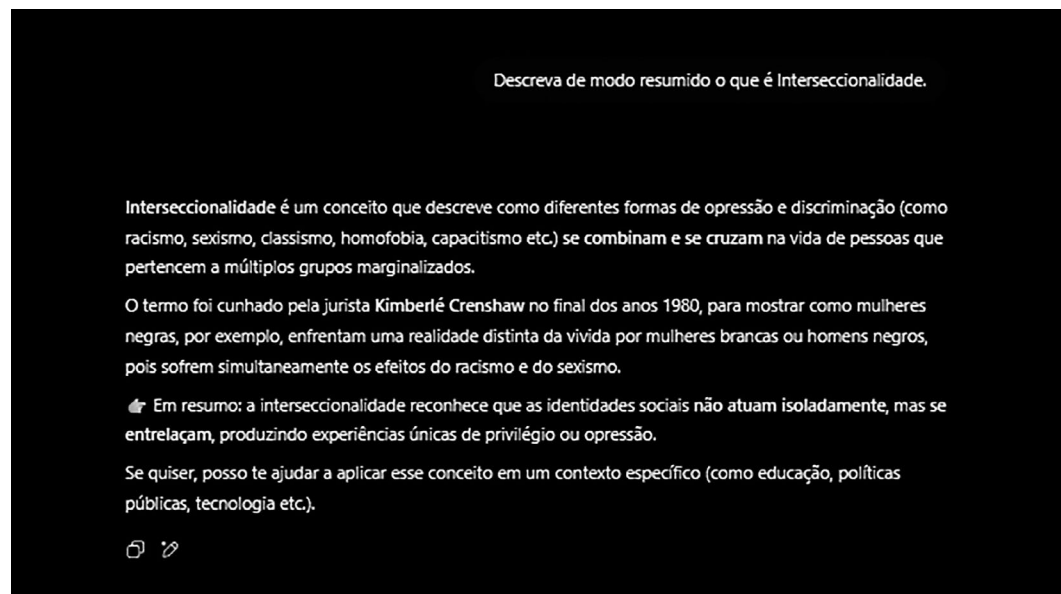 Descreva de modo resumido o que é Interseccionalidade.
Interseccionalidade é um conceito que descreve como diferentes formas de opressão e discriminação (como
racismo, sexismo, classismo, homofobia, capacitismo etc.) se combinam e se cruzam na vida de pessoas que
pertencem a múltiplos grupos marginalizados.
O termo foi cunhado pela jurista Kimberlé Crenshaw no final dos anos 1980, para mostrar como mulheres
negras, por exemplo, enfrentam uma realidade distinta da vivida por mulheres brancas ou homens negros,
pois sofrem simultaneamente os efeitos do racismo e do sexismo.
👉 Em resumo: a interseccionalidade reconhece que as identidades sociais não atuam isoladamente, mas se
entrelaçam, produzindo experiências únicas de privilégio ou opressão.
Se quiser, posso te ajudar a aplicar esse conceito em um contexto específico (como educação, políticas
públicas, tecnologia etc.).